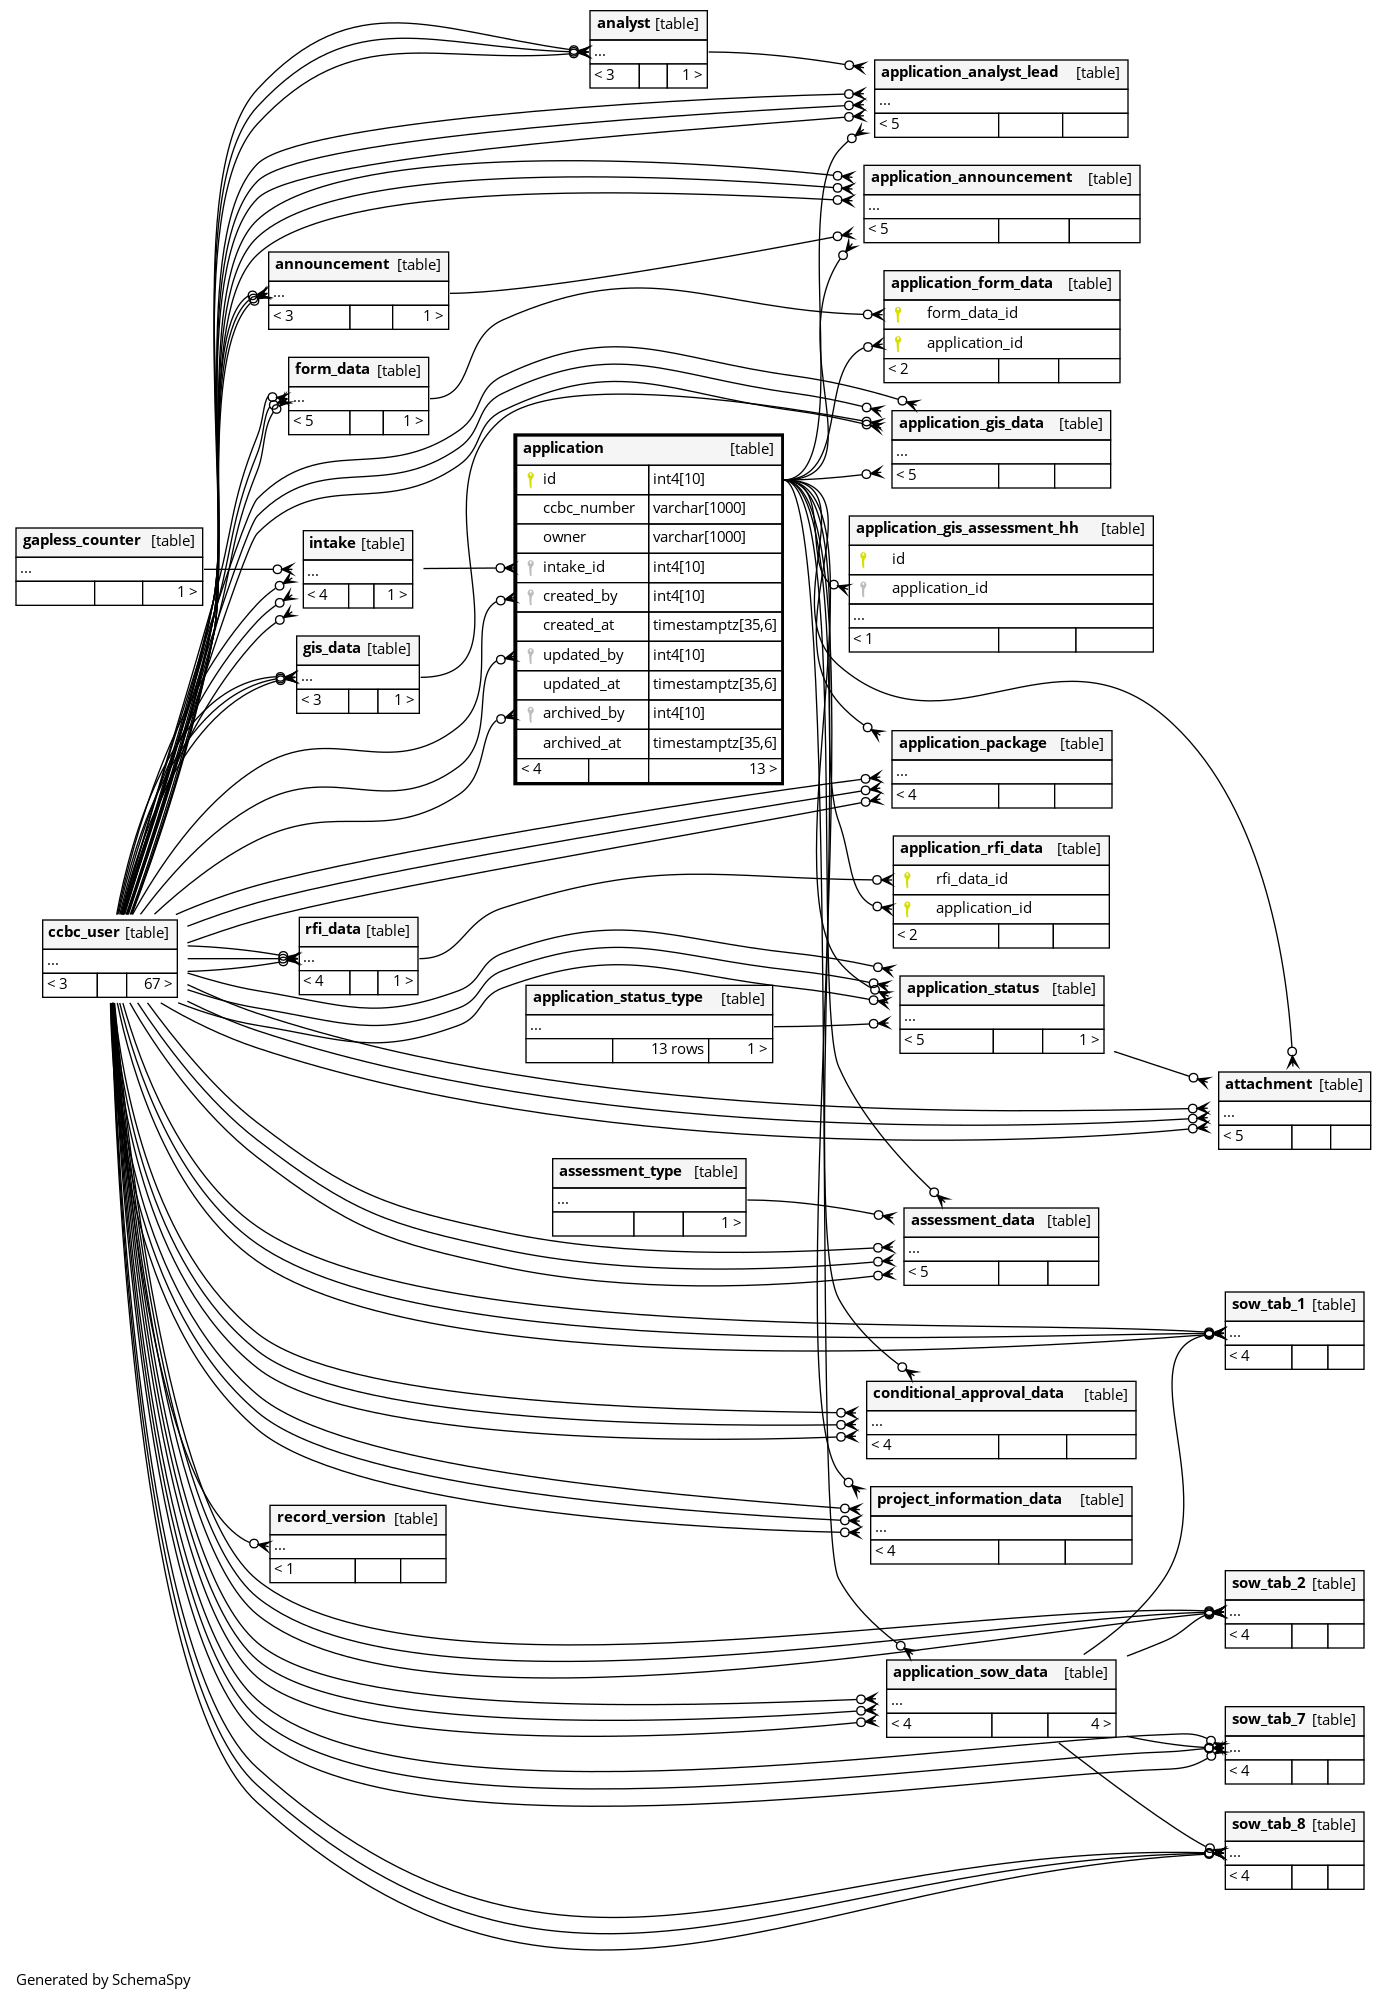 analyst [table]
...
< 3 1 >
application_analyst_lead [table]
...
< 5
application_announcement [table]
...
< 5
announcement [table]
...
< 3 1 >
application_form_data [table]
form_data_id
application_id
< 2
form_data [table]
...
< 5 1 >
application_gis_data [table]
...
< 5
application [table]
id int4[10]
ccbc_number varchar[1000]
owner varchar[1000]
intake_id int4[10]
created_by int4[10]
created_at timestamptz[35,6]
updated_by int4[10]
updated_at timestamptz[35,6]
archived_by int4[10]
archived_at timestamptz[35,6]
< 4 13 >
gapless_counter [table]
...
1 >
intake [table]
...
< 4 1 >
application_gis_assessment_hh [table]
id
application_id
...
< 1
gis_data [table]
...
< 3 1 >
application_package [table]
...
< 4
application_rfi_data [table]
rfi_data_id
application_id
< 2
ccbc_user [table]
...
< 3 67 >
rfi_data [table]
...
< 4 1 >
application_status_type [table]
...
13 rows 1 >
application_status [table]
...
< 5 1 >
attachment [table]
...
< 5
assessment_type [table]
...
1 >
assessment_data [table]
...
< 5
sow_tab_1 [table]
...
< 4
conditional_approval_data [table]
...
< 4
project_information_data [table]
...
< 4
record_version [table]
...
< 1
sow_tab_2 [table]
...
< 4
application_sow_data [table]
...
< 4 4 >
sow_tab_7 [table]
...
< 4
sow_tab_8 [table]
...
< 4
Generated by SchemaSpy